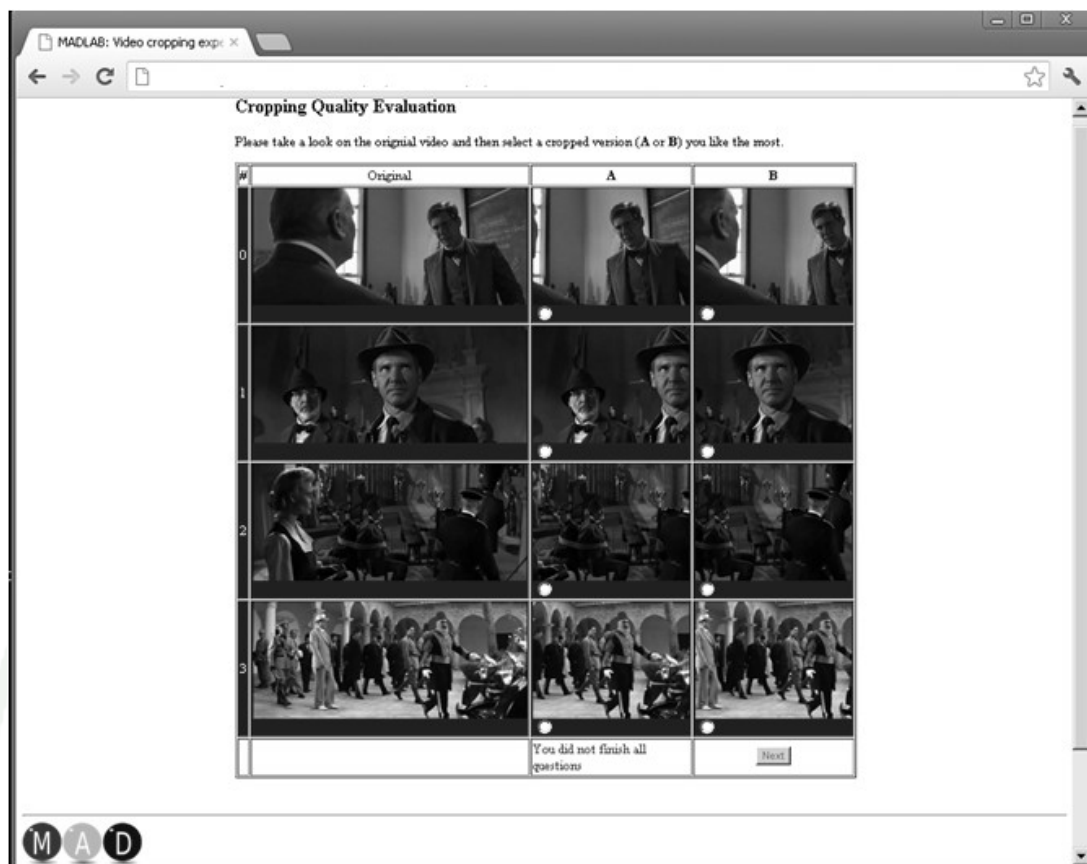 MADLAB: Video cropping expe
Cropping Quality Evaluation
Please take a look on the orignial video and then select a cropped version (A or B) you like the most.
# Original A B
0
1
2
3
You did not finish all
questions
Next
M A D